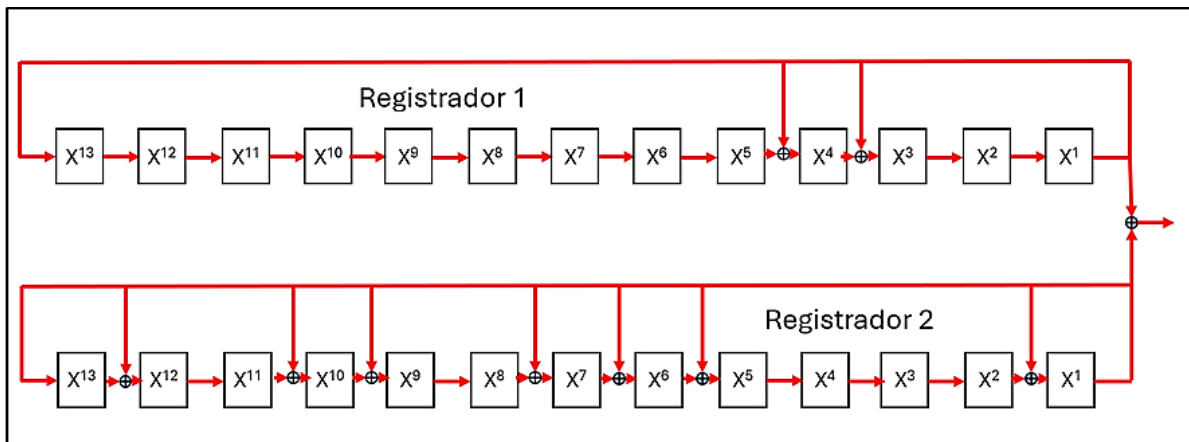 Registrador 1
X¹³ X¹² X¹¹ X¹⁰ X⁹ X⁸ X⁷ X⁶ X⁵ X⁴ X³ X² X¹
Registrador 2
X¹³ X¹² X¹¹ X¹⁰ X⁹ X⁸ X⁷ X⁶ X⁵ X⁴ X³ X² X¹